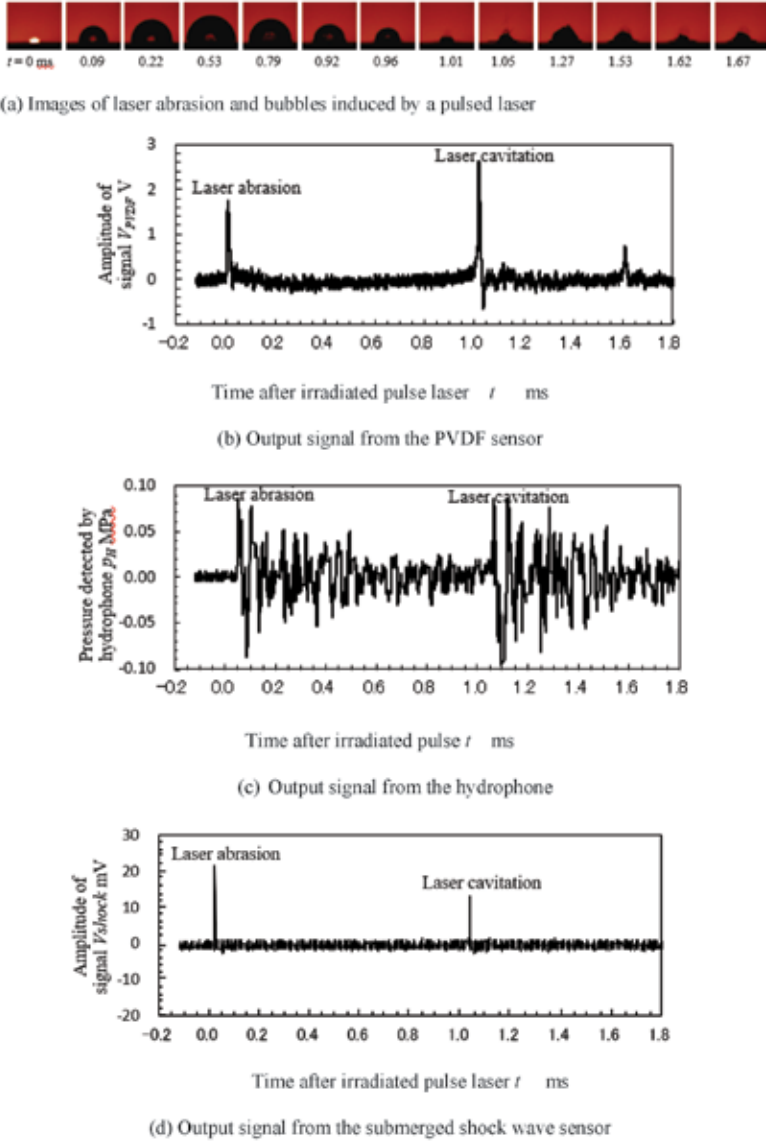 t = 0 ms 0.09 0.22 0.53 0.79 0.92 0.96 1.01 1.05 1.27 1.53 1.62 1.67
(a) Images of laser abrasion and bubbles induced by a pulsed laser
Amplitude of
signal V_PVDF V
3
2
1
0
-1
Laser abrasion
Laser cavitation
-0.2 0.0 0.2 0.4 0.6 0.8 1.0 1.2 1.4 1.6 1.8
Time after irradiated pulse laser t ms
(b) Output signal from the PVDF sensor
Pressure detected by
hydrophone p_H MPa
0.10
0.05
0.00
-0.05
-0.10
Laser abrasion
Laser cavitation
-0.2 0.0 0.2 0.4 0.6 0.8 1.0 1.2 1.4 1.6 1.8
Time after irradiated pulse t ms
(c) Output signal from the hydrophone
Amplitude of
signal Vshock mV
30
20
10
0
-10
-20
Laser abrasion
Laser cavitation
-0.2 0.0 0.2 0.4 0.6 0.8 1.0 1.2 1.4 1.6 1.8
Time after irradiated pulse laser t ms
(d) Output signal from the submerged shock wave sensor